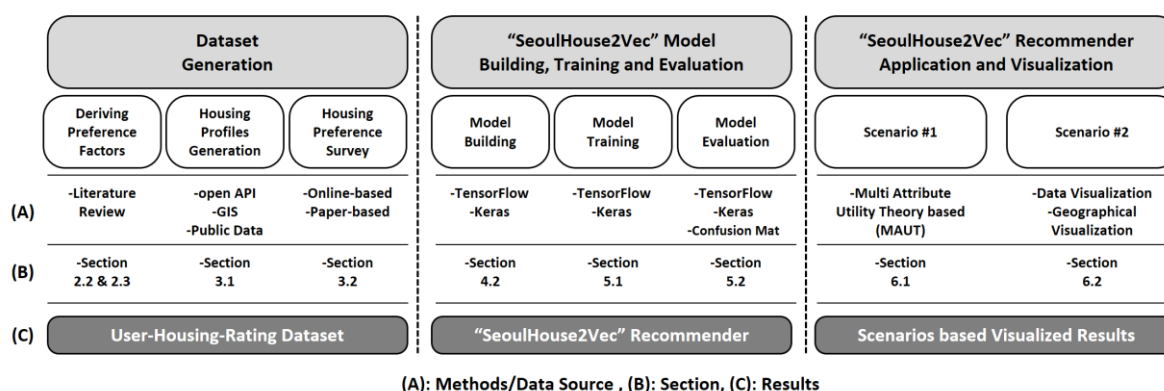 Dataset
Generation
“SeoulHouse2Vec” Model
Building, Training and Evaluation
“SeoulHouse2Vec” Recommender
Application and Visualization
Deriving
Preference
Factors
Housing
Profiles
Generation
Housing
Preference
Survey
Model
Building
Model
Training
Model
Evaluation
Scenario #1
Scenario #2
(A)
-Literature
Review
-open API
-GIS
-Public Data
-Online-based
-Paper-based
-TensorFlow
-Keras
-TensorFlow
-Keras
-TensorFlow
-Keras
-Confusion Mat
-Multi Attribute
Utility Theory based
(MAUT)
-Data Visualization
-Geographical
Visualization
(B)
-Section
2.2 & 2.3
-Section
3.1
-Section
3.2
-Section
4.2
-Section
5.1
-Section
5.2
-Section
6.1
-Section
6.2
(C)
User-Housing-Rating Dataset
“SeoulHouse2Vec” Recommender
Scenarios based Visualized Results
(A): Methods/Data Source , (B): Section, (C): Results